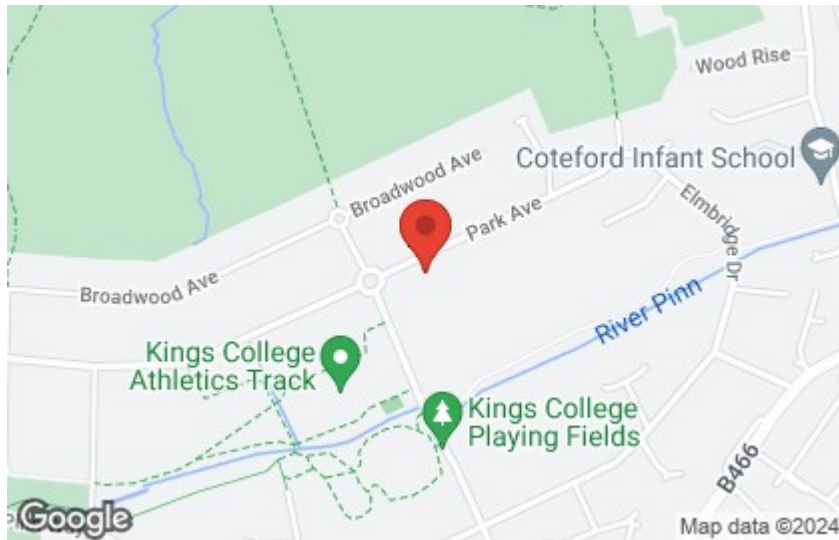 Wood Rise
Coteford Infant School
Broadwood Ave
Park Ave
Elmbridge Dr
Broadwood Ave
River Pinn
Kings College
Athletics Track
Kings College
Playing Fields
B466
Google
Map data ©2024